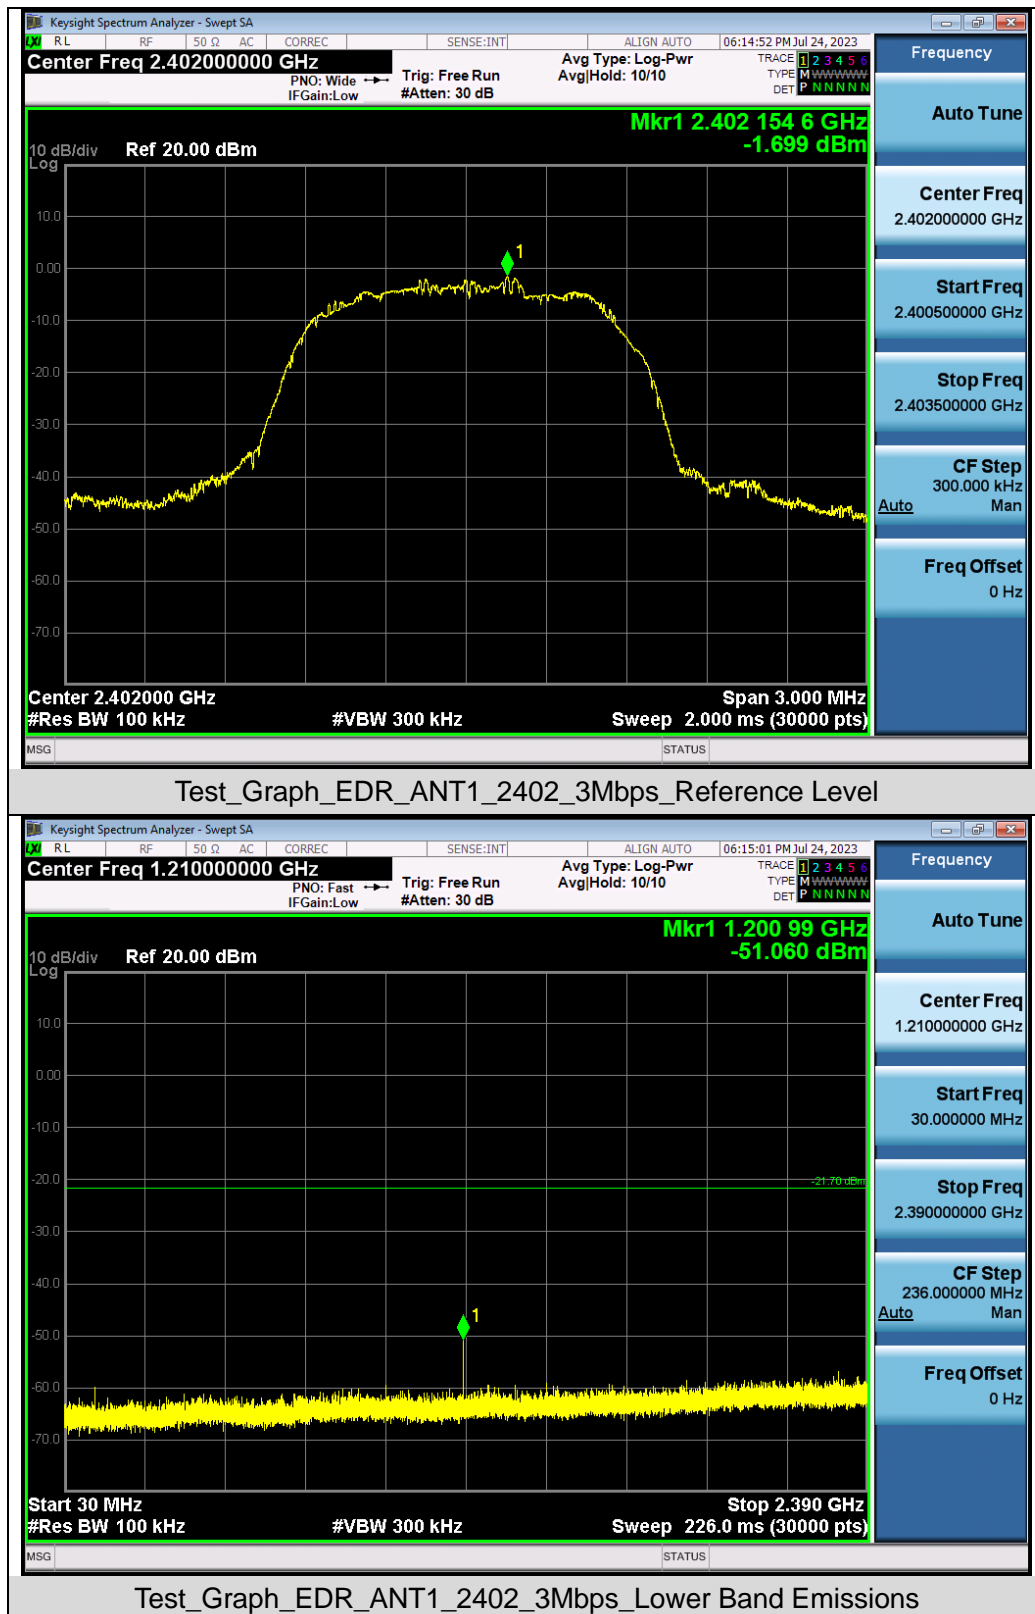 Keysight Spectrum Analyzer - Swept SA
LXI RL RF 50 Ω AC CORREC SENSE:INT ALIGN AUTO 06:14:52 PM Jul 24, 2023
Center Freq 2.402000000 GHz
PNO: Wide
IFGain:Low
Trig: Free Run
#Atten: 30 dB
Avg Type: Log-Pwr
Avg|Hold: 10/10
TRACE 1 2 3 4 5 6
TYPE M WWWWW
DET P N N N N N
Mkr1 2.402 154 6 GHz
-1.699 dBm
10 dB/div Ref 20.00 dBm
Log
10.0
0.00
-10.0
-20.0
-30.0
-40.0
-50.0
-60.0
-70.0
1
Center 2.402000 GHz Span 3.000 MHz
#Res BW 100 kHz #VBW 300 kHz Sweep 2.000 ms (30000 pts)
MSG STATUS
Frequency
Auto Tune
Center Freq
2.402000000 GHz
Start Freq
2.400500000 GHz
Stop Freq
2.403500000 GHz
CF Step
300.000 kHz
Auto Man
Freq Offset
0 Hz
Test_Graph_EDR_ANT1_2402_3Mbps_Reference Level
Keysight Spectrum Analyzer - Swept SA
LXI RL RF 50 Ω AC CORREC SENSE:INT ALIGN AUTO 06:15:01 PM Jul 24, 2023
Center Freq 1.210000000 GHz
PNO: Fast
IFGain:Low
Trig: Free Run
#Atten: 30 dB
Avg Type: Log-Pwr
Avg|Hold: 10/10
TRACE 1 2 3 4 5 6
TYPE M WWWWW
DET P N N N N N
Mkr1 1.200 99 GHz
-51.060 dBm
10 dB/div Ref 20.00 dBm
Log
10.0
0.00
-10.0
-20.0
-30.0
-40.0
-50.0
-60.0
-70.0
-21.70 dBm
1
Start 30 MHz Stop 2.390 GHz
#Res BW 100 kHz #VBW 300 kHz Sweep 226.0 ms (30000 pts)
MSG STATUS
Frequency
Auto Tune
Center Freq
1.210000000 GHz
Start Freq
30.000000 MHz
Stop Freq
2.390000000 GHz
CF Step
236.000000 MHz
Auto Man
Freq Offset
0 Hz
Test_Graph_EDR_ANT1_2402_3Mbps_Lower Band Emissions